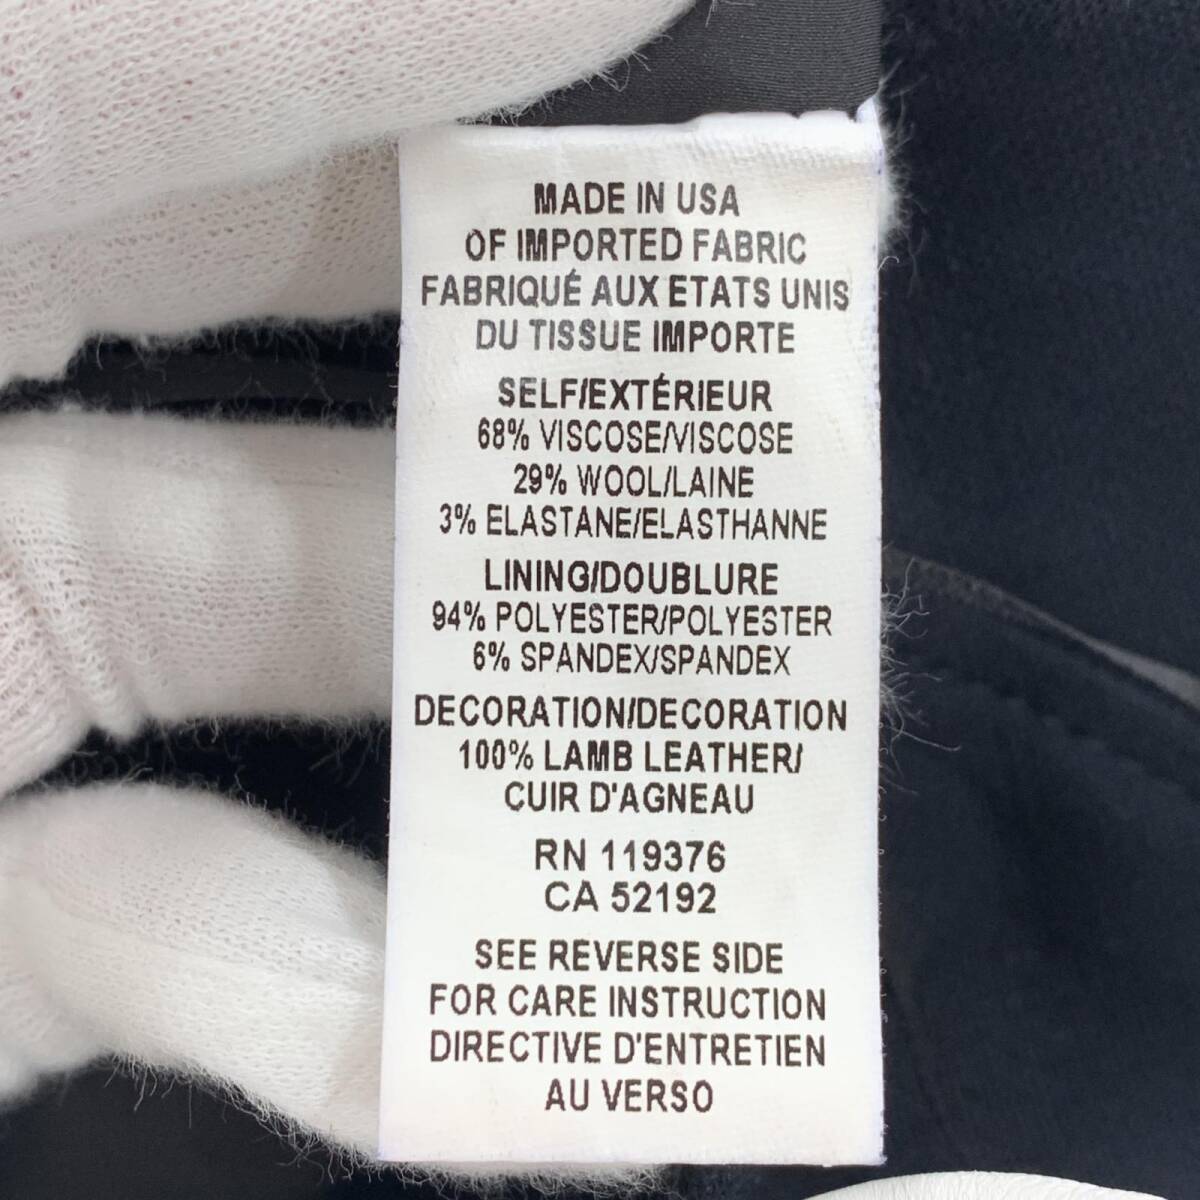 MADE IN USA
OF IMPORTED FABRIC
FABRIQUÉ AUX ETATS UNIS
DU TISSUE IMPORTE
SELF/EXTÉRIEUR
68% VISCOSE/VISCOSE
29% WOOL/LAINE
3% ELASTANE/ELASTHANNE
LINING/DOUBLURE
94% POLYESTER/POLYESTER
6% SPANDEX/SPANDEX
DECORATION/DECORATION
100% LAMB LEATHER/
CUIR D'AGNEAU
RN 119376
CA 52192
SEE REVERSE SIDE
FOR CARE INSTRUCTION
DIRECTIVE D'ENTRETIEN
AU VERSO